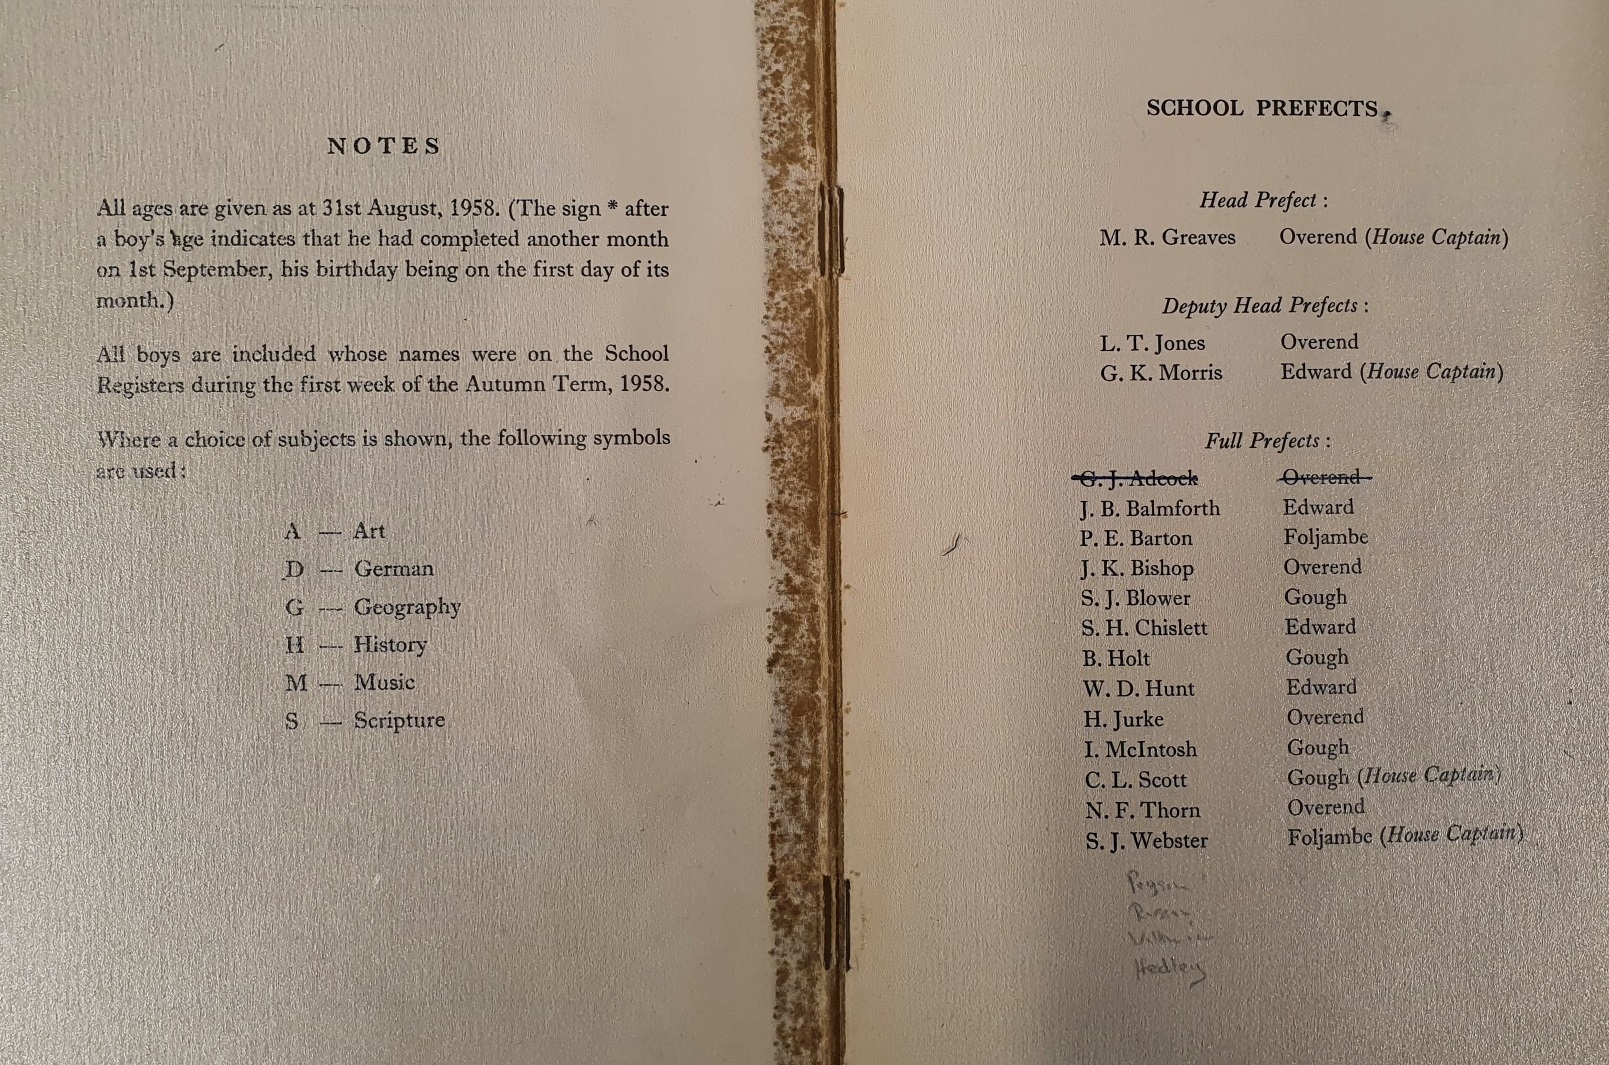 NOTES
All ages are given as at 31st August, 1958. (The sign * after
a boy's age indicates that he had completed another month
on 1st September, his birthday being on the first day of its
month.)
All boys are included whose names were on the School
Registers during the first week of the Autumn Term, 1958.
Where a choice of subjects is shown, the following symbols
are used:
A — Art
D — German
G — Geography
H — History
M — Music
S — Scripture
SCHOOL PREFECTS.
Head Prefect :
M. R. Greaves Overend (House Captain)
Deputy Head Prefects :
L. T. Jones Overend
G. K. Morris Edward (House Captain)
Full Prefects :
G. J. Adcock Overend
J. B. Balmforth Edward
P. E. Barton Foljambe
J. K. Bishop Overend
S. J. Blower Gough
S. H. Chislett Edward
B. Holt Gough
W. D. Hunt Edward
H. Jurke Overend
I. McIntosh Gough
C. L. Scott Gough (House Captain)
N. F. Thorn Overend
S. J. Webster Foljambe (House Captain)
Hedley